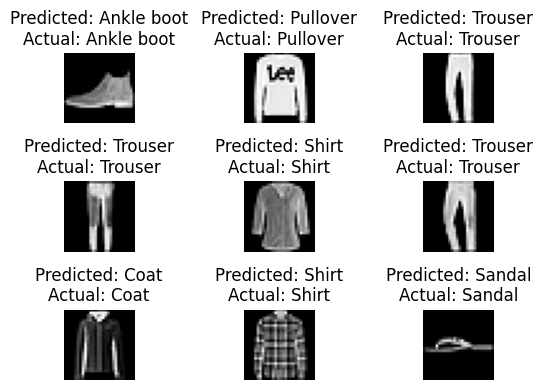 Predicted: Ankle boot
Actual: Ankle boot
Predicted: Pullover
Actual: Pullover
Predicted: Trouser
Actual: Trouser
Lee
Predicted: Trouser
Actual: Trouser
Predicted: Shirt
Actual: Shirt
Predicted: Trouser
Actual: Trouser
Predicted: Coat
Actual: Coat
Predicted: Shirt
Actual: Shirt
Predicted: Sandal
Actual: Sandal